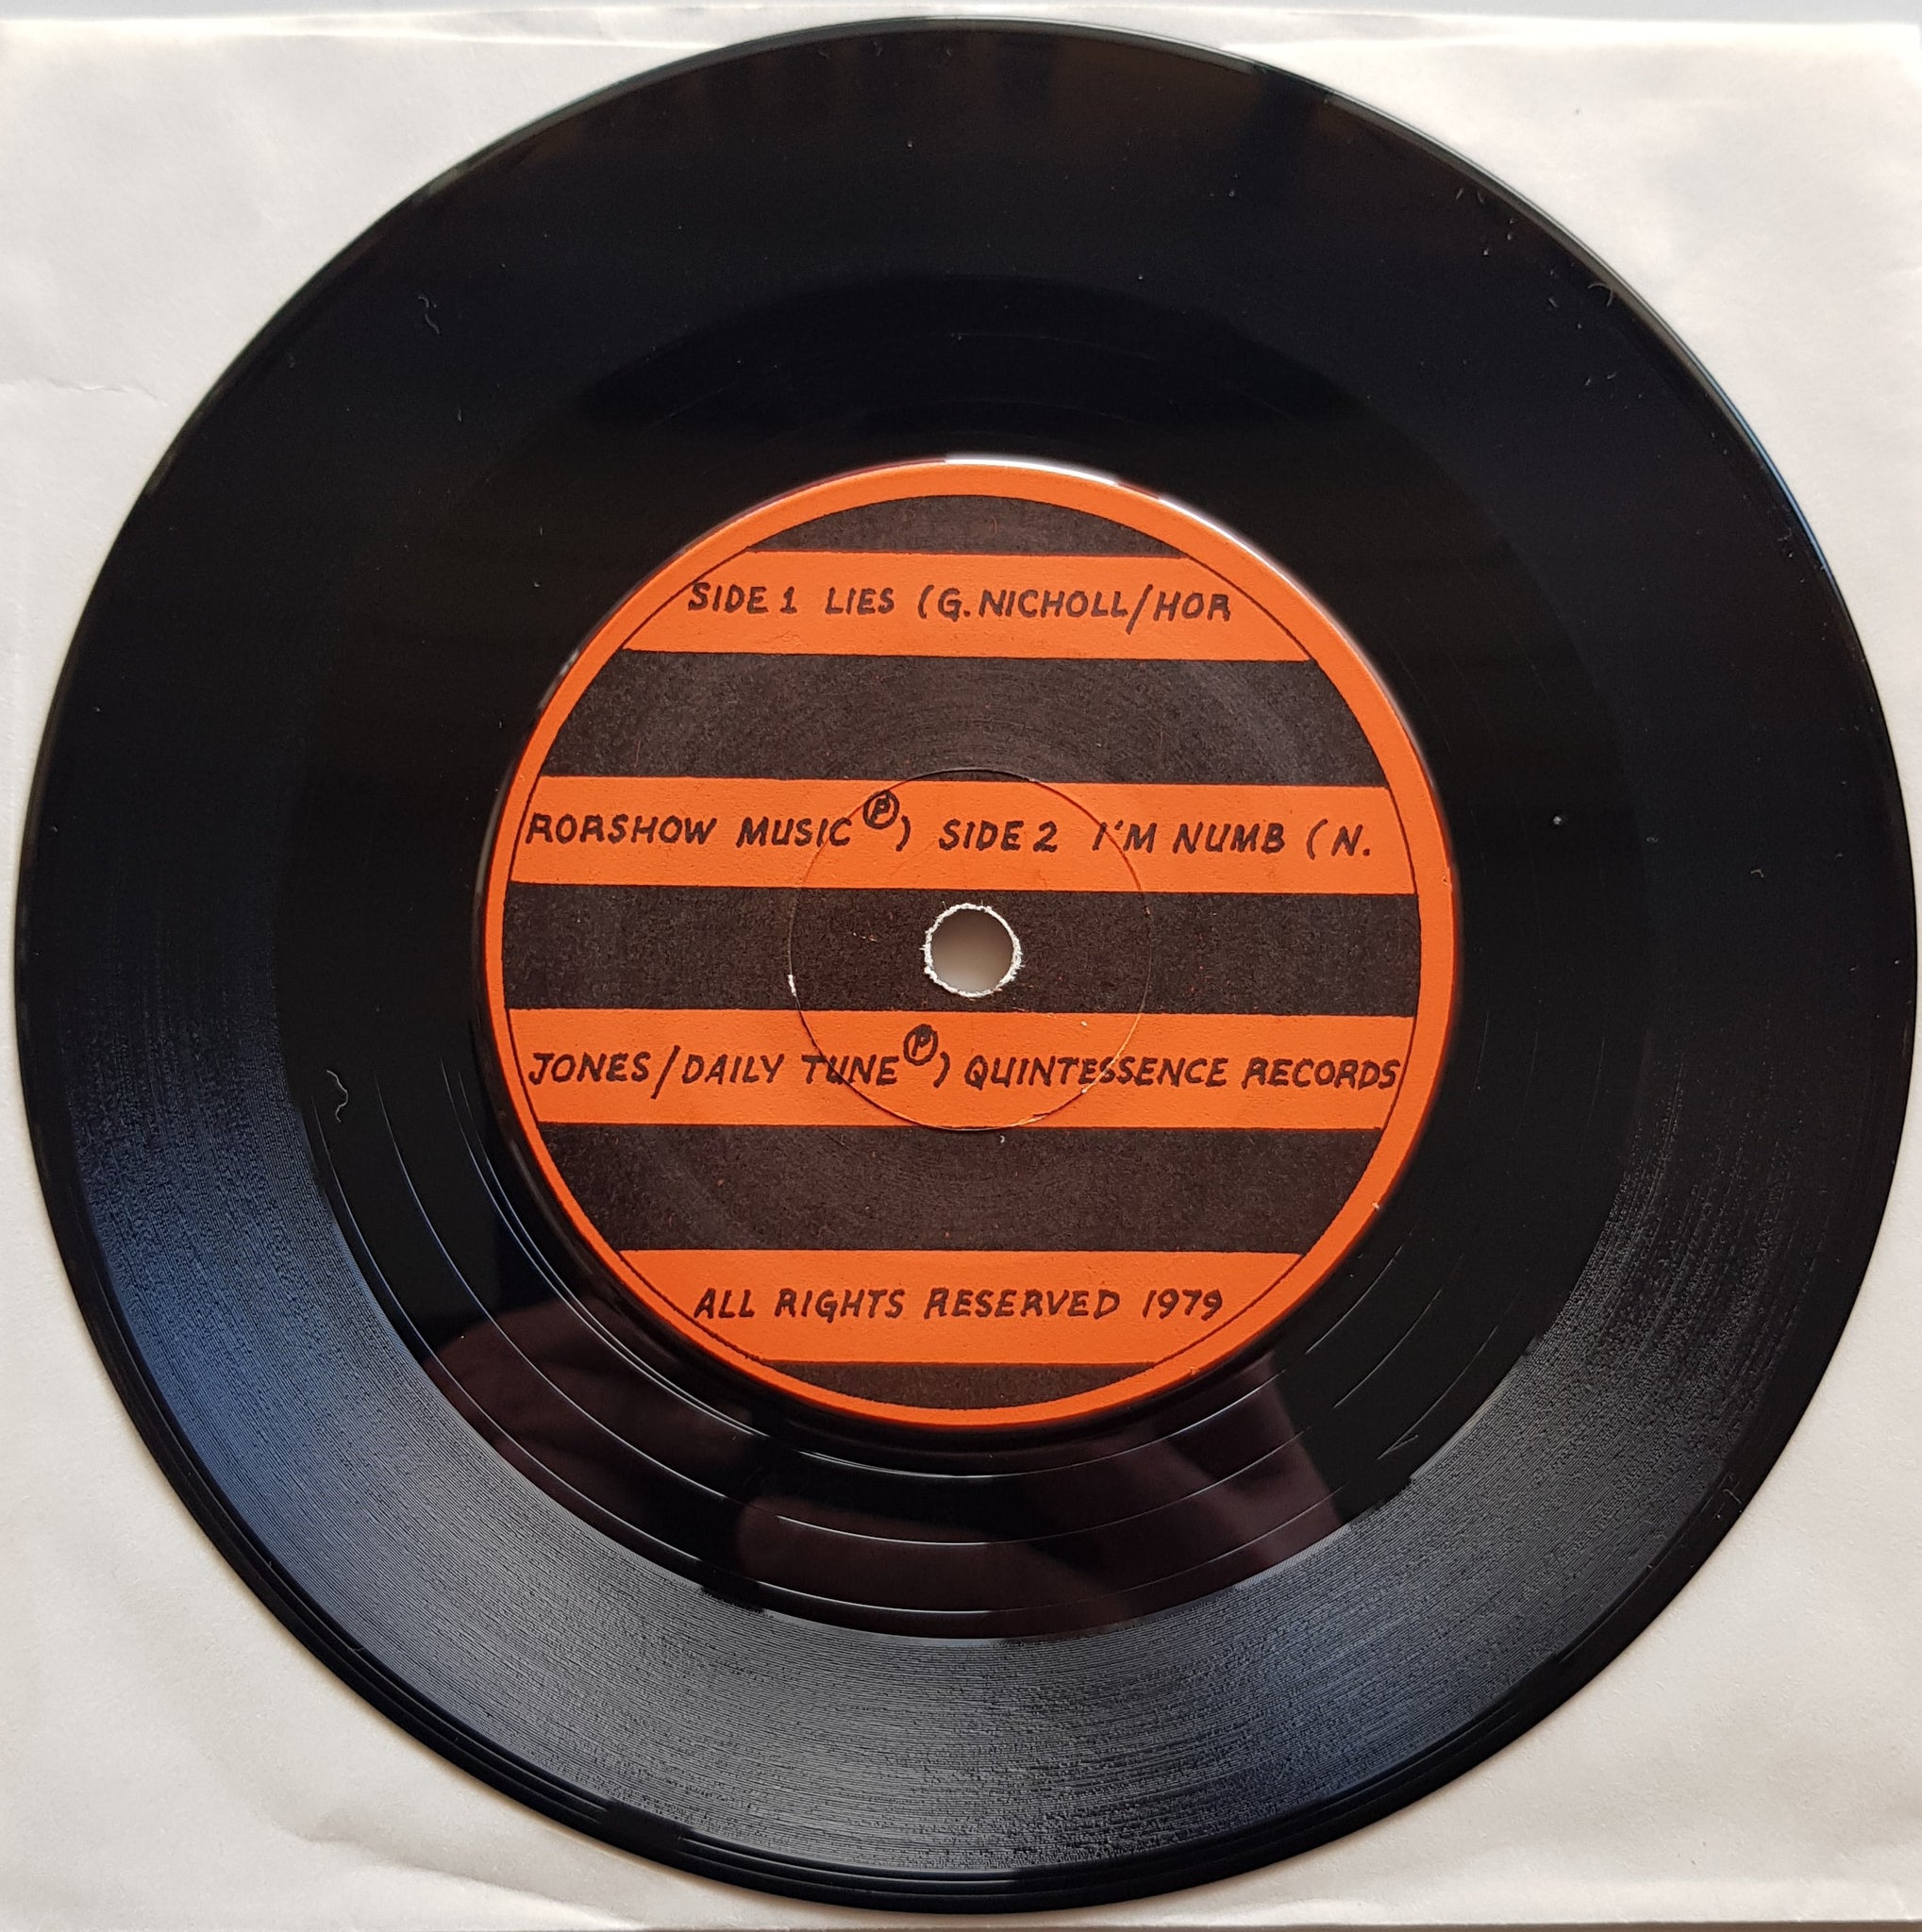 SIDE 1 LIES (G. NICHOLL/HOR
RORSHOW MUSIC Ⓟ) SIDE 2 I'M NUMB (N.
JONES/DAILY TUNE Ⓟ) QUINTESSENCE RECORDS
ALL RIGHTS RESERVED 1979